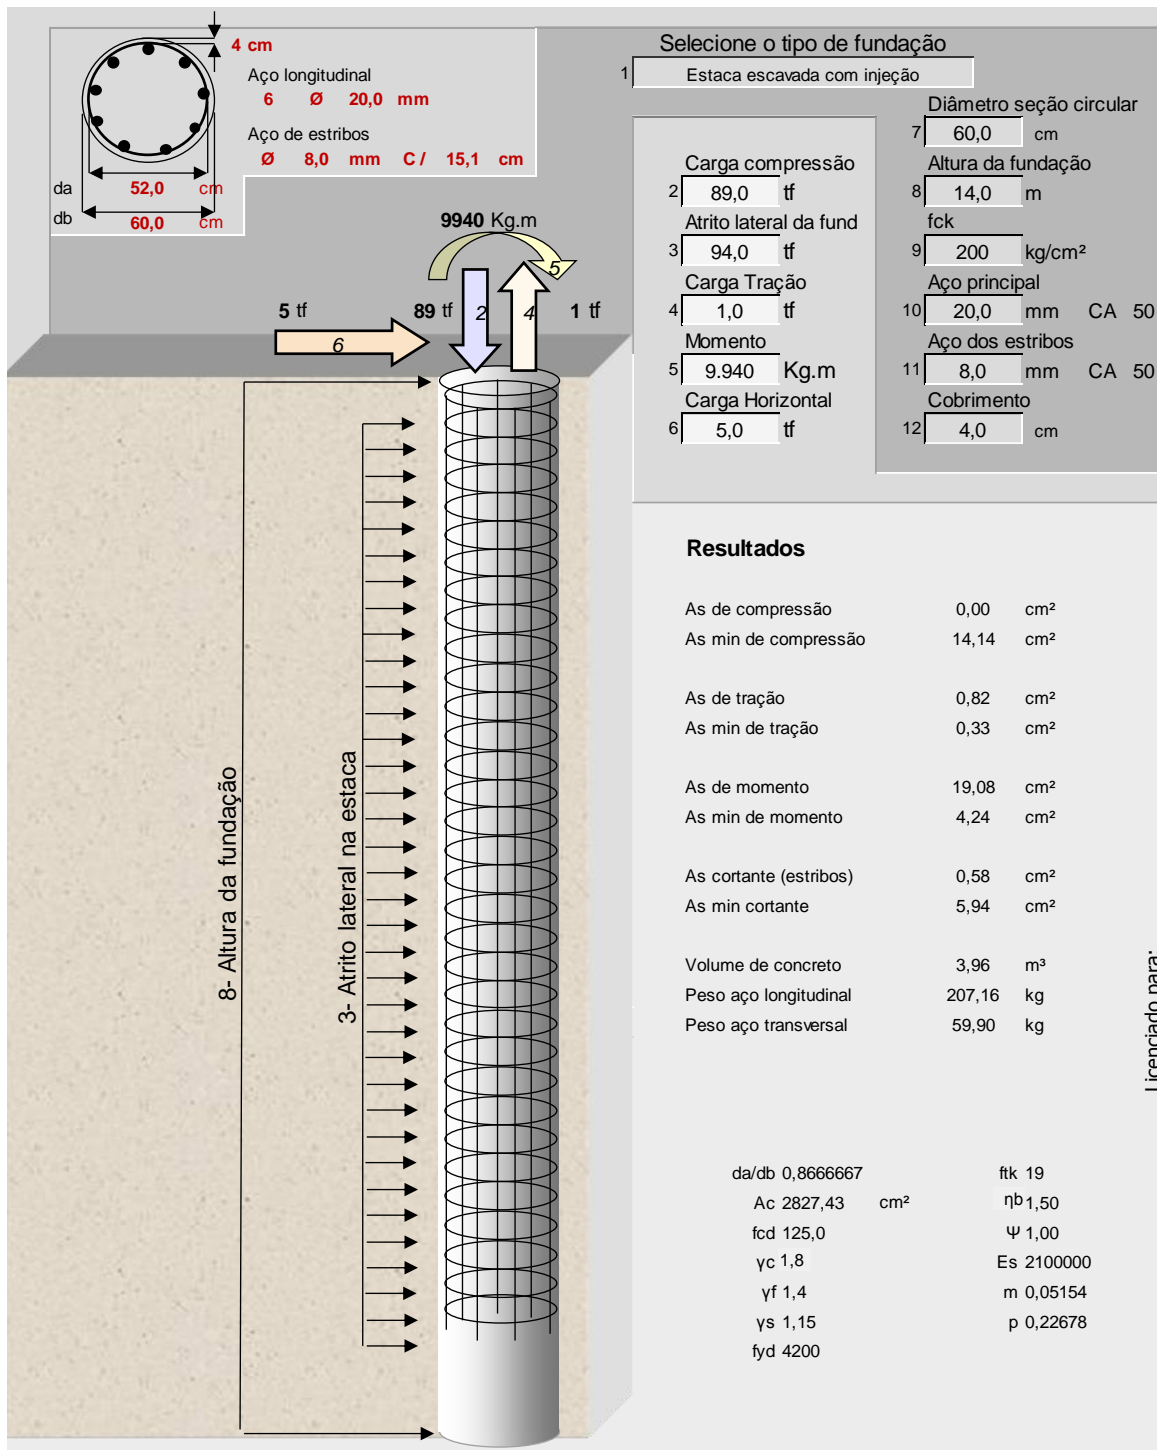 4 cm
Aço longitudinal
6 Ø 20,0 mm
Aço de estribos
Ø 8,0 mm C / 15,1 cm
da 52,0 cm
db 60,0 cm
Selecione o tipo de fundação
1 Estaca escavada com injeção
Carga compressão
2 89,0 tf
Atrito lateral da fund
3 94,0 tf
Carga Tração
4 1,0 tf
Momento
5 9.940 Kg.m
Carga Horizontal
6 5,0 tf
Diâmetro seção circular
7 60,0 cm
Altura da fundação
8 14,0 m
fck
9 200 kg/cm²
Aço principal
10 20,0 mm CA 50
Aço dos estribos
11 8,0 mm CA 50
Cobrimento
12 4,0 cm
9940 Kg.m
5
5 tf
89 tf
2
4
1 tf
6
8- Altura da fundação
3- Atrito lateral na estaca
Resultados
As de compressão 0,00 cm²
As min de compressão 14,14 cm²
As de tração 0,82 cm²
As min de tração 0,33 cm²
As de momento 19,08 cm²
As min de momento 4,24 cm²
As cortante (estribos) 0,58 cm²
As min cortante 5,94 cm²
Volume de concreto 3,96 m³
Peso aço longitudinal 207,16 kg
Peso aço transversal 59,90 kg
Licenciado para:
da/db 0,8666667 ftk 19
Ac 2827,43 cm² ηb 1,50
fcd 125,0 Ψ 1,00
γc 1,8 Es 2100000
γf 1,4 m 0,05154
γs 1,15 p 0,22678
fyd 4200